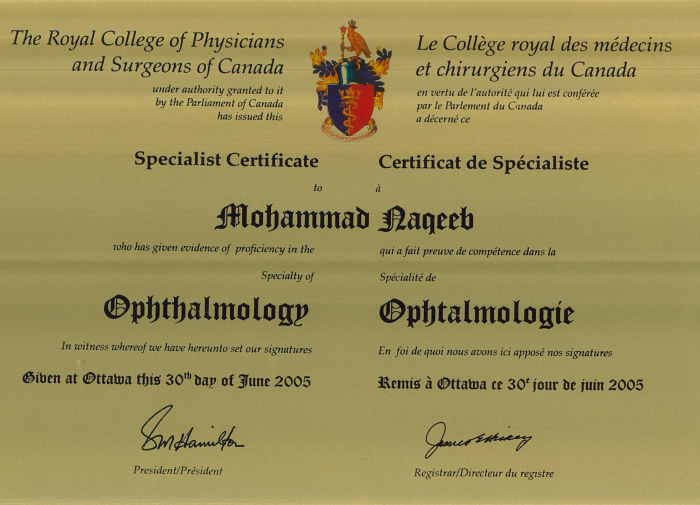 The Royal College of Physicians
and Surgeons of Canada
under authority granted to it
by the Parliament of Canada
has issued this
Le Collège royal des médecins
et chirurgiens du Canada
en vertu de l'autorité qui lui est conférée
par le Parlement du Canada
a décerné ce
Specialist Certificate
Certificat de Spécialiste
to
à
Mohammad Naqeeb
who has given evidence of proficiency in the
qui a fait preuve de compétence dans la
Specialty of
Spécialité de
Ophthalmology
Ophtalmologie
In witness whereof we have hereunto set our signatures
En foi de quoi nous avons ici apposé nos signatures
Given at Ottawa this 30th day of June 2005
Remis à Ottawa ce 30e jour de juin 2005
President/Président
Registrar/Directeur du registre